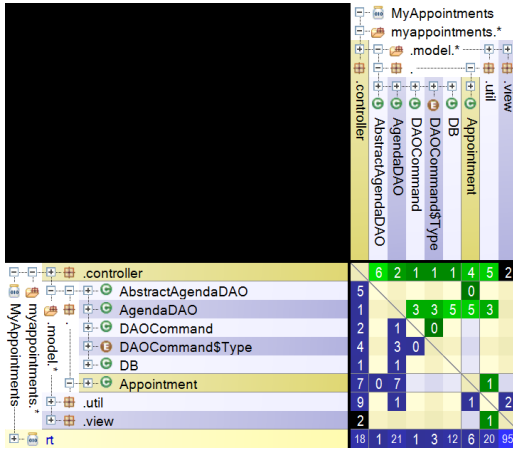 MyAppointments
myappointments.*
.model.*
.
.controller
AbstractAgendaDAO
AgendaDAO
DAOCommand
DAOCommand$Type
DB
Appointment
.util
.view
MyAppointments
myappointments.*
.model.*
.
.controller 6 2 1 1 1 4 5 2
AbstractAgendaDAO 5 0
AgendaDAO 1 3 3 5 5 3
DAOCommand 2 1 0
DAOCommand$Type 4 3 0
DB 1 1
Appointment 7 0 7 1
.util 9 1 1 2
.view 2 1
rt 18 1 21 1 3 12 6 20 95